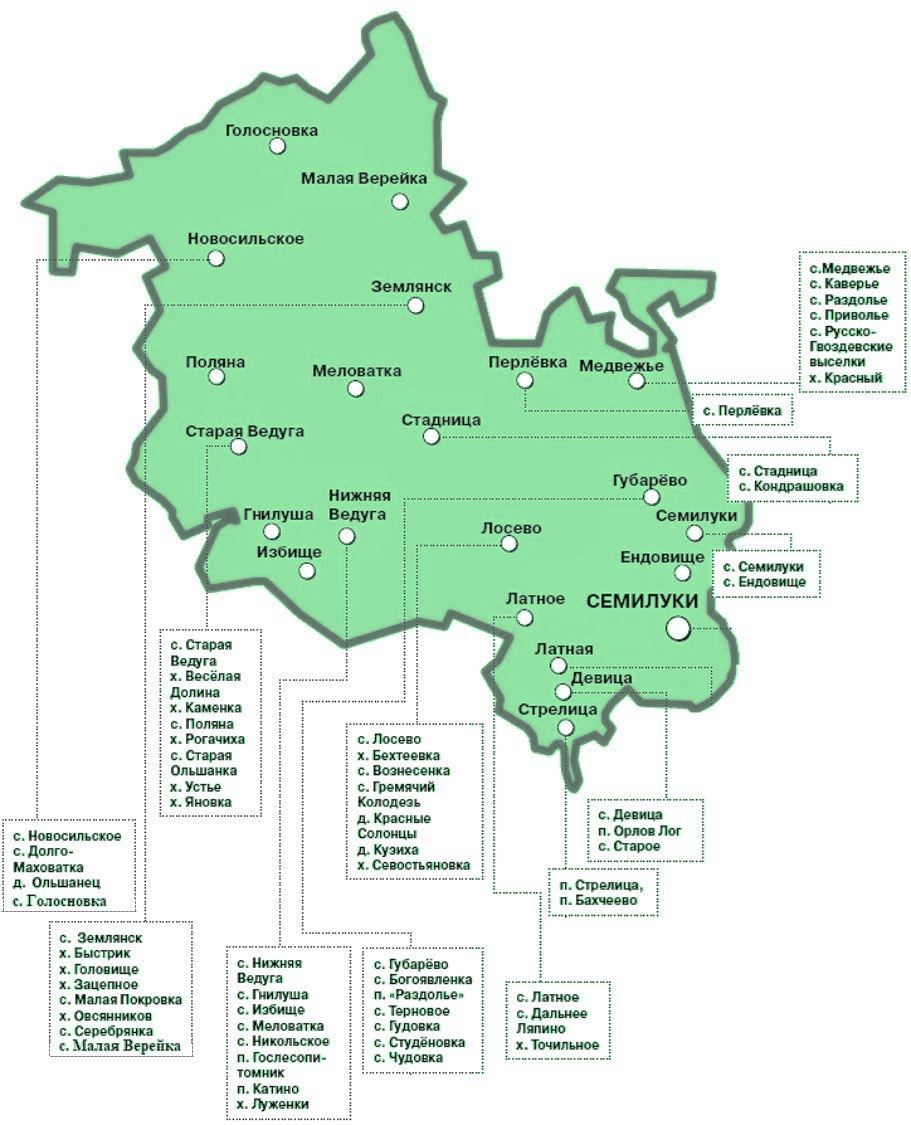 Голосновка
Малая Верейка
Новосильское
Землянск
Поляна
Меловатка
Перлёвка
Медвежье
Старая Ведуга
Стадница
Губарёво
Гнилуша
НИЖНЯЯ
Ведуга
Избище
Лосево
Семилуки
Ендовище
Латное
СЕМИЛУКИ
Латная
Девица
Стрелица
с.Медвежье
с. Каверье
с. Раздолье
с. Приволье
с. Русско-
Гвоздевские
выселки
х. Красный
с. Перлёвка
с. Стадница
с. Кондрашовка
с. Семилуки
с. Ендовище
с. Старая
Ведуга
х. Весёлая
Долина
х. Каменка
с. Поляна
х. Рогачиха
с. Старая
Ольшанка
х. Устье
х. Яновка
с. Лосево
х. Бехтеевка
с. Вознесенка
с. Гремячий
Колодезь
д. Красные
Солонцы
д. Кузиха
х. Севостьяновка
с. Девица
п. Орлов Лог
с. Старое
п. Стрелица,
п. Бахчеево
с. Новосильское
с. Долго-
Маховатка
д. Ольшанец
с. Голосновка
с. Землянск
х. Быстрик
х. Головище
х. Зацепное
с. Малая Покровка
х. Овсянников
с. Серебрянка
с. Малая Верейка
с. Нижняя
Ведуга
с. Гнилуша
с. Избище
с. Меловатка
с. Никольское
п. Гослесопи-
томник
п. Катино
х. Луженки
с. Губарёво
с. Богоявленка
п. «Раздолье»
с. Терновое
с. Гудовка
с. Студёновка
с. Чудовка
с. Латное
с. Дальнее
Ляпино
х. Точильное